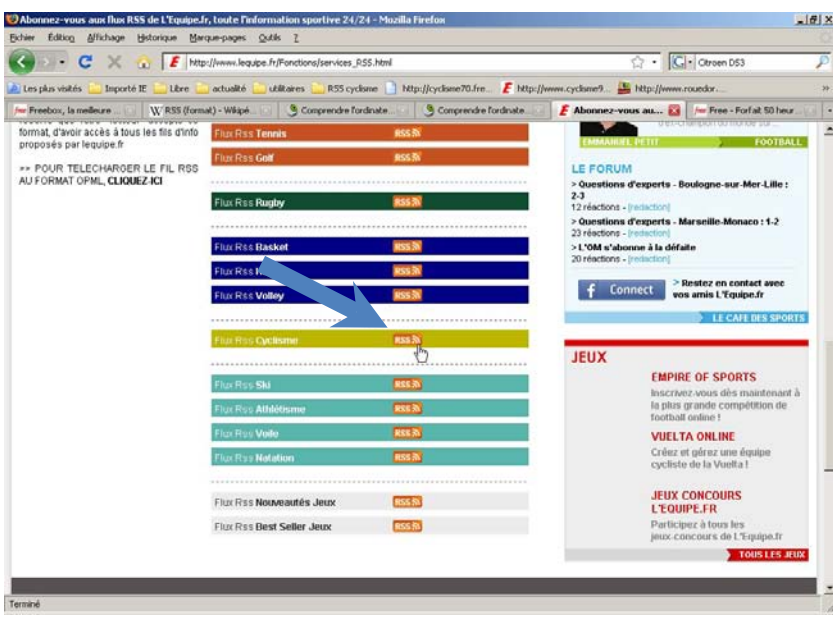 Abonnez-vous aux flux RSS de L'Equipe.fr, toute l'information sportive 24/24 - Mozilla Firefox
Fichier Édition Affichage Historique Marque-pages Outils ?
http://www.lequipe.fr/Fonctions/services_RSS.html
Citroen DS3
Les plus visités Importé IE Libre actualité utilitaires RSS cyclisme http://cyclisme70.fre... http://www.cyclisme9... http://www.rouedor....
Freebox, la meilleure ... RSS (format) - Wikipé... Comprendre l'ordinate... Comprendre l'ordinate... Abonnez-vous au... Free - Forfait 50 heur...
format, d'avoir accès à tous les fils d'info
proposés par lequipe.fr
>> POUR TELECHARGER LE FIL RSS
AU FORMAT OPML, CLIQUEZ-ICI
Flux Rss Tennis RSS
Flux Rss Golf RSS
Flux Rss Rugby RSS
Flux Rss Basket RSS
Flux Rss RSS
Flux Rss Volley RSS
Flux Rss Cyclisme RSS
Flux Rss Ski RSS
Flux Rss Athlétisme RSS
Flux Rss Voile RSS
Flux Rss Natation RSS
Flux Rss Nouveautés Jeux RSS
Flux Rss Best Seller Jeux RSS
EMMANUEL PETIT FOOTBALL
LE FORUM
> Questions d'experts - Boulogne-sur-Mer-Lille :
2-3
12 réactions - [redaction]
> Questions d'experts - Marseille-Monaco : 1-2
23 réactions - [redaction]
> L'OM s'abonne à la défaite
20 réactions - [redaction]
f Connect
> Restez en contact avec
vos amis L'Equipe.fr
LE CAFE DES SPORTS
JEUX
EMPIRE OF SPORTS
Inscrivez-vous dès maintenant à
la plus grande compétition de
football online !
VUELTA ONLINE
Créez et gérez une équipe
cycliste de la Vuelta !
JEUX CONCOURS
L'EQUIPE.FR
Participez à tous les
jeux-concours de L'Equipe.fr
TOUS LES JEUX
Terminé